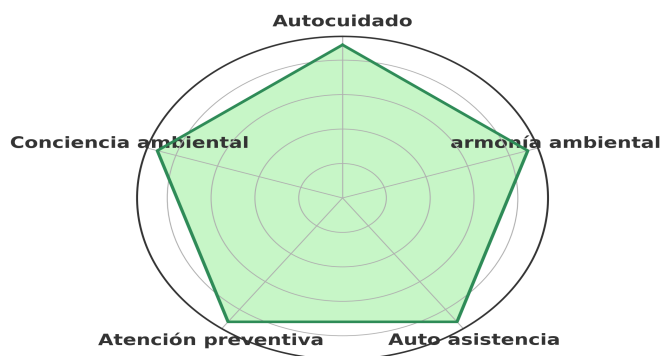 Autocuidado
Conciencia ambiental
armonía ambiental
Atención preventiva
Auto asistencia